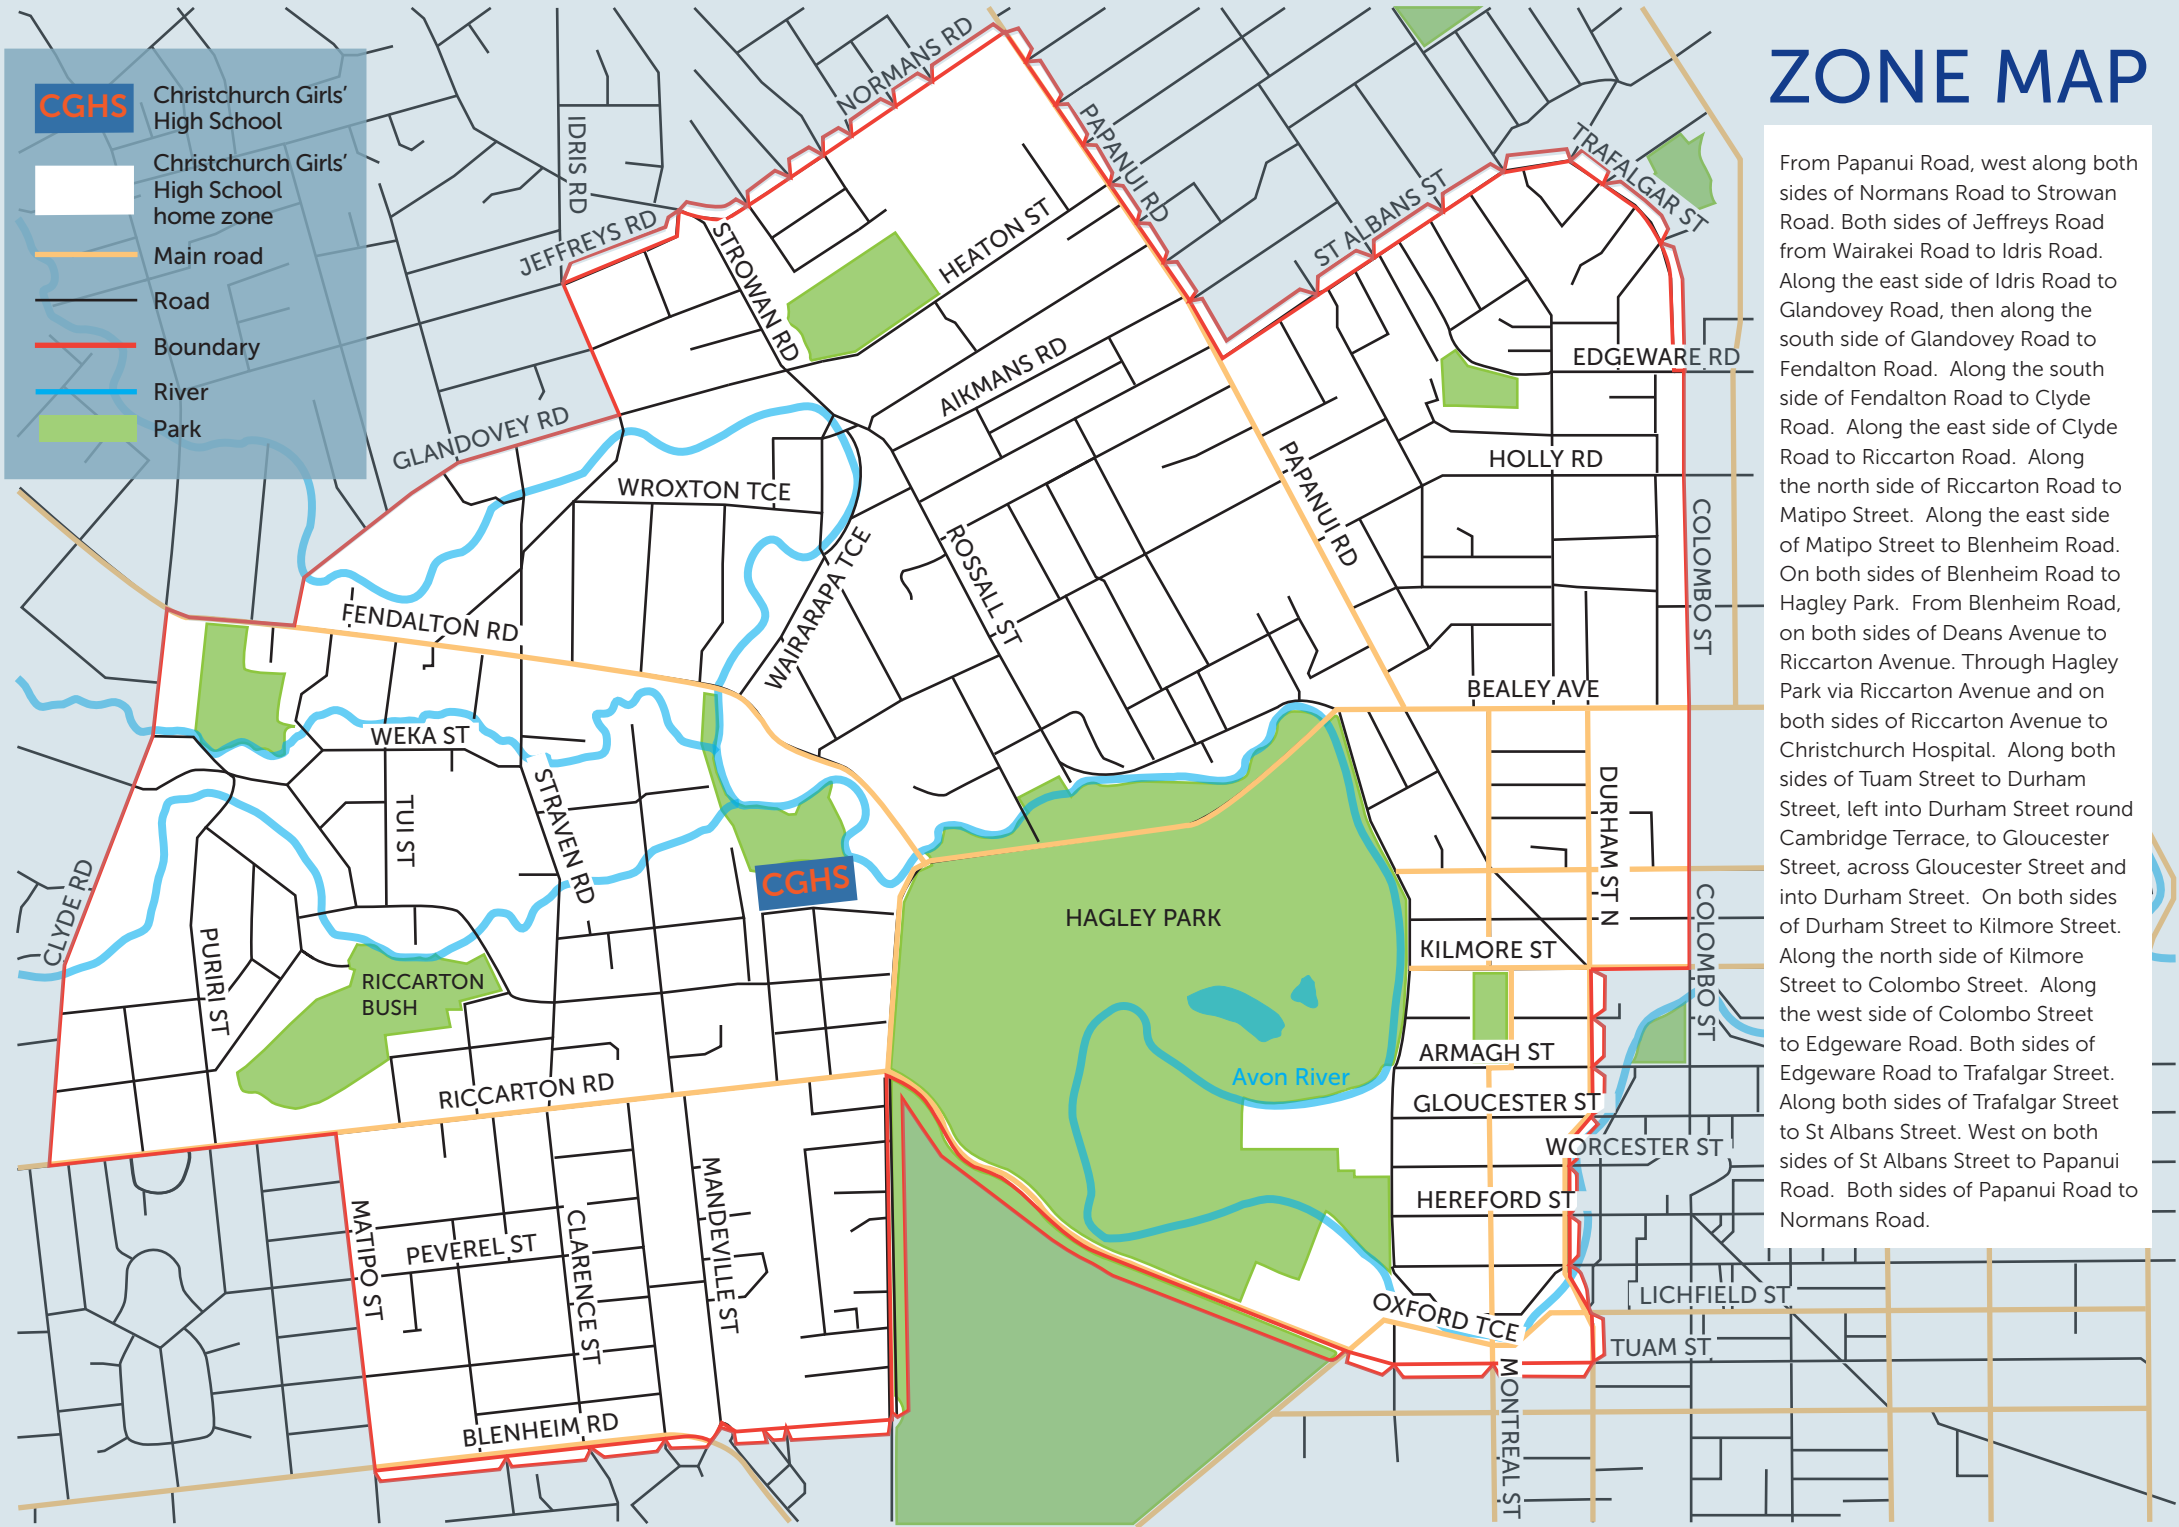 ZONE MAP
CGHS
Christchurch Girls’
High School
Christchurch Girls’
High School
home zone
Main road
Road
Boundary
River
Park
From Papanui Road, west along both
sides of Normans Road to Strowan
Road. Both sides of Jeffreys Road
from Wairakei Road to Idris Road.
Along the east side of Idris Road to
Glandovey Road, then along the
south side of Glandovey Road to
Fendalton Road.  Along the south
side of Fendalton Road to Clyde
Road.  Along the east side of Clyde
Road to Riccarton Road.  Along
the north side of Riccarton Road to
Matipo Street.  Along the east side
of Matipo Street to Blenheim Road.
On both sides of Blenheim Road to
Hagley Park.  From Blenheim Road,
on both sides of Deans Avenue to
Riccarton Avenue. Through Hagley
Park via Riccarton Avenue and on
both sides of Riccarton Avenue to
Christchurch Hospital.  Along both
sides of Tuam Street to Durham
Street, left into Durham Street round
Cambridge Terrace, to Gloucester
Street, across Gloucester Street and
into Durham Street.  On both sides
of Durham Street to Kilmore Street.
Along the north side of Kilmore
Street to Colombo Street.  Along
the west side of Colombo Street
to Edgeware Road. Both sides of
Edgeware Road to Trafalgar Street.
Along both sides of Trafalgar Street
to St Albans Street. West on both
sides of St Albans Street to Papanui
Road.  Both sides of Papanui Road to
Normans Road.
NORMANS RD
IDRIS RD
PAPANUI RD
TRAFALGAR ST
ST ALBANS ST
JEFFREYS RD
STROWAN RD
HEATON ST
EDGEWARE RD
AIKMANS RD
GLANDOVEY RD
HOLLY RD
PAPANUI RD
WROXTON TCE
ROSSALL ST
COLOMBO ST
WAIRARAPA TCE
FENDALTON RD
BEALEY AVE
WEKA ST
STRAVEN RD
TUI ST
DURHAM ST N
CGHS
CLYDE RD
HAGLEY PARK
PURIRI ST
KILMORE ST
COLOMBO ST
RICCARTON
BUSH
ARMAGH ST
Avon River
RICCARTON RD
GLOUCESTER ST
WORCESTER ST
MANDEVILLE ST
MATIPO ST
HEREFORD ST
CLARENCE ST
PEVEREL ST
LICHFIELD ST
OXFORD TCE
TUAM ST
MONTREAL ST
BLENHEIM RD